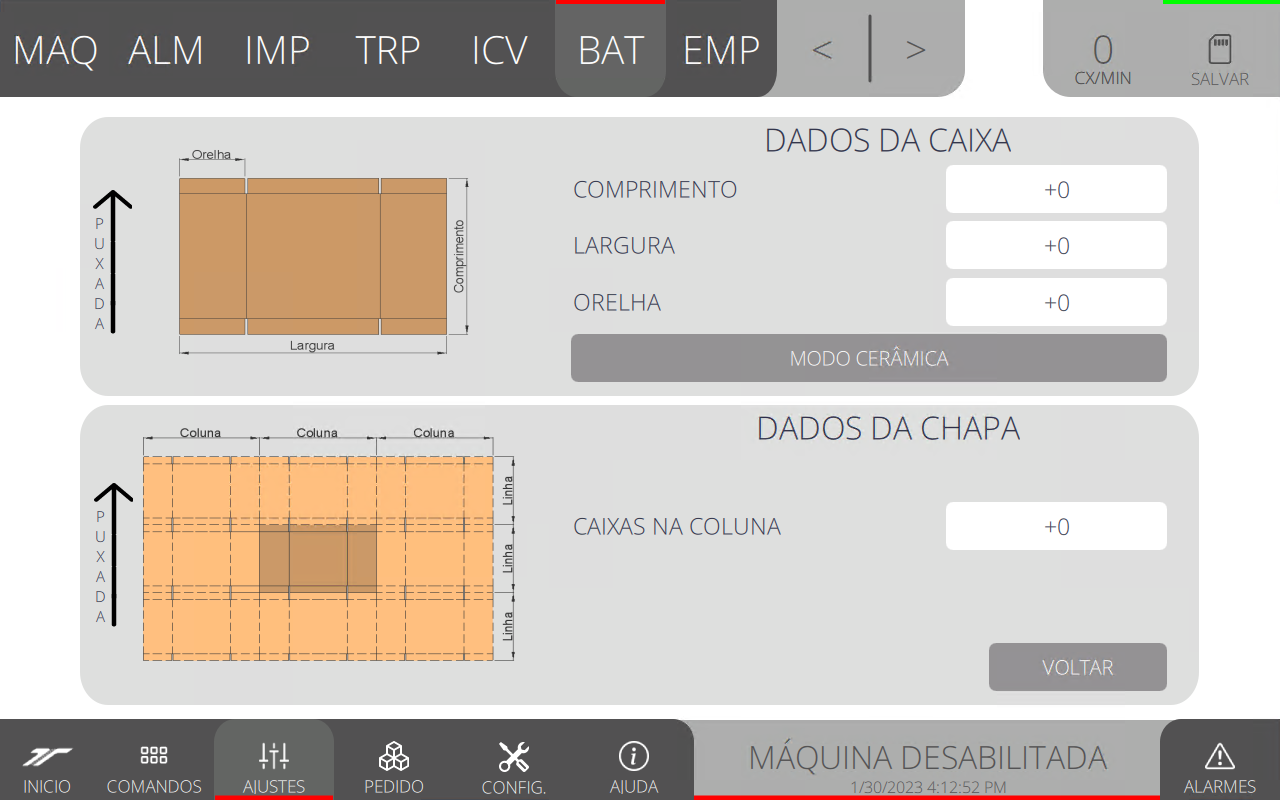 MAQ ALM IMP TRP ICV BAT EMP < > 0 CX/MIN SALVAR
DADOS DA CAIXA
Orelha
PUXADA
Comprimento
Largura
COMPRIMENTO +0
LARGURA +0
ORELHA +0
MODO CERÂMICA
DADOS DA CHAPA
Coluna Coluna Coluna
PUXADA
Linha
Linha
Linha
CAIXAS NA COLUNA +0
VOLTAR
INICIO COMANDOS AJUSTES PEDIDO CONFIG. AJUDA
MÁQUINA DESABILITADA
1/30/2023 4:12:52 PM
ALARMES